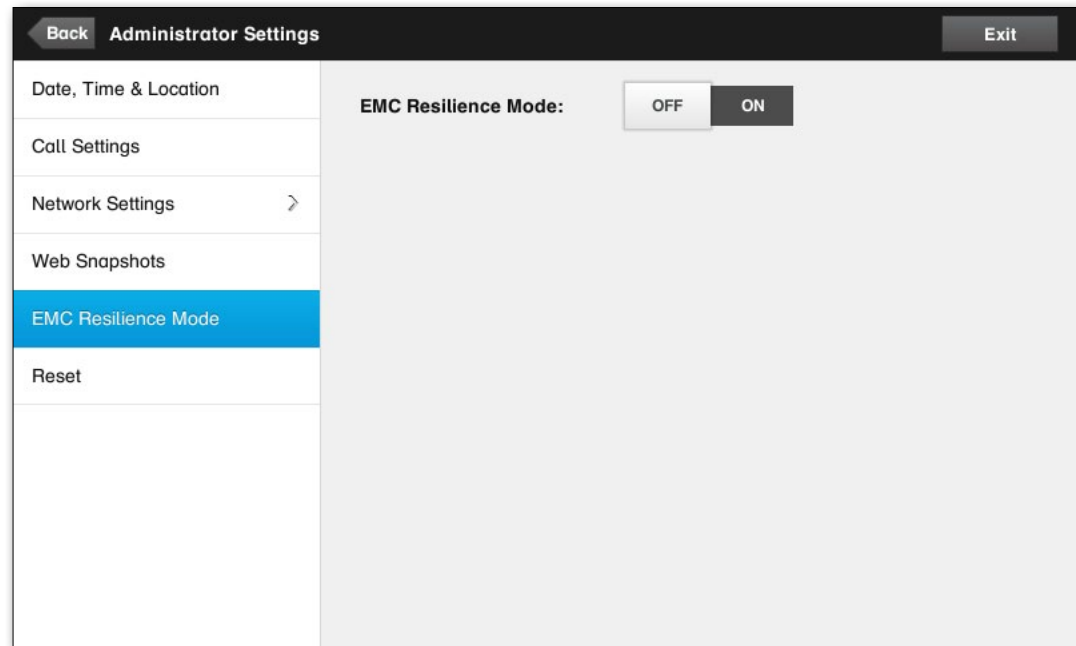 Back Administrator Settings Exit
Date, Time & Location
EMC Resilience Mode: OFF ON
Call Settings
Network Settings
Web Snapshots
EMC Resilience Mode
Reset